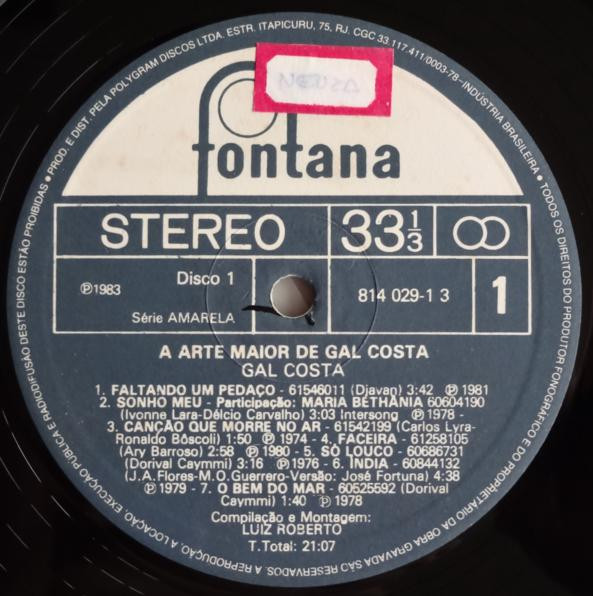 PROD. E DIST. PELA POLYGRAM DISCOS LTDA. ESTR. ITAPICURU, 75, RJ. CGC 33.117.411/0003-78 - INDÚSTRIA BRASILEIRA • TODOS OS DIREITOS DO PRODUTOR FONOGRÁFICO E DO PROPRIETÁRIO DA OBRA GRAVADA SÃO RESERVADOS. A REPRODUÇÃO, A LOCAÇÃO, EXECUÇÃO PÚBLICA E RADIODIFUSÃO DESTE DISCO ESTÃO PROIBIDAS •
NEUZA
fontana
STEREO 33 1/3
℗1983 Disco 1 814 029-1 3 1
Série AMARELA
A ARTE MAIOR DE GAL COSTA
GAL COSTA
1. FALTANDO UM PEDAÇO - 61546011 (Djavan) 3:42 ℗ 1981
2. SONHO MEU - Participação: MARIA BETHÂNIA 60604190
(Ivonne Lara-Délcio Carvalho) 3:03 Intersong ℗ 1978 -
3. CANÇÃO QUE MORRE NO AR - 61542199 (Carlos Lyra-
Ronaldo Bôscoli) 1:50 ℗ 1974 - 4. FACEIRA - 61258105
(Ary Barroso) 2:58 ℗ 1980 - 5. SÓ LOUCO - 60686731
(Dorival Caymmi) 3:16 ℗ 1976 - 6. ÍNDIA - 60844132
(J.A.Flores-M.O.Guerrero-Versão: José Fortuna) 4:38
℗ 1979 - 7. O BEM DO MAR - 60525592 (Dorival
Caymmi) 1:40 ℗ 1978
Compilação e Montagem:
LUIZ ROBERTO
T.Total: 21:07